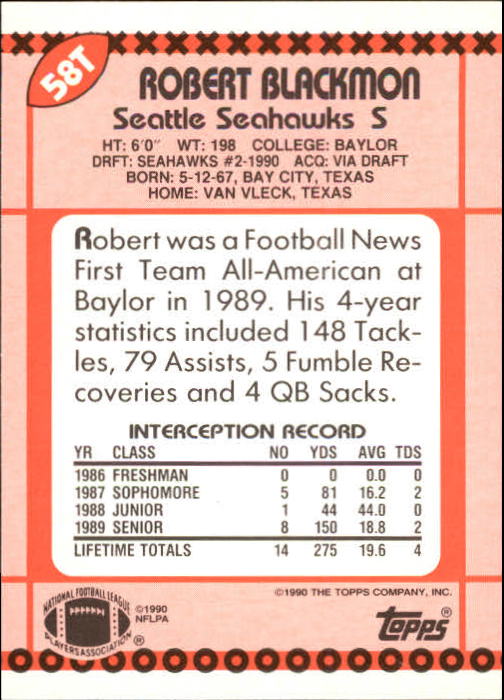 58T
ROBERT BLACKMON
Seattle Seahawks S
HT: 6'0" WT: 198 COLLEGE: BAYLOR
DRFT: SEAHAWKS #2-1990 ACQ: VIA DRAFT
BORN: 5-12-67, BAY CITY, TEXAS
HOME: VAN VLECK, TEXAS
Robert was a Football News
First Team All-American at
Baylor in 1989. His 4-year
statistics included 148 Tack-
les, 79 Assists, 5 Fumble Re-
coveries and 4 QB Sacks.
INTERCEPTION RECORD
YR CLASS NO YDS AVG TDS
1986 FRESHMAN 0 0 0.0 0
1987 SOPHOMORE 5 81 16.2 2
1988 JUNIOR 1 44 44.0 0
1989 SENIOR 8 150 18.8 2
LIFETIME TOTALS 14 275 19.6 4
©1990 THE TOPPS COMPANY, INC.
NATIONAL FOOTBALL LEAGUE
PLAYERS ASSOCIATION ®
©1990
NFLPA
Topps ®